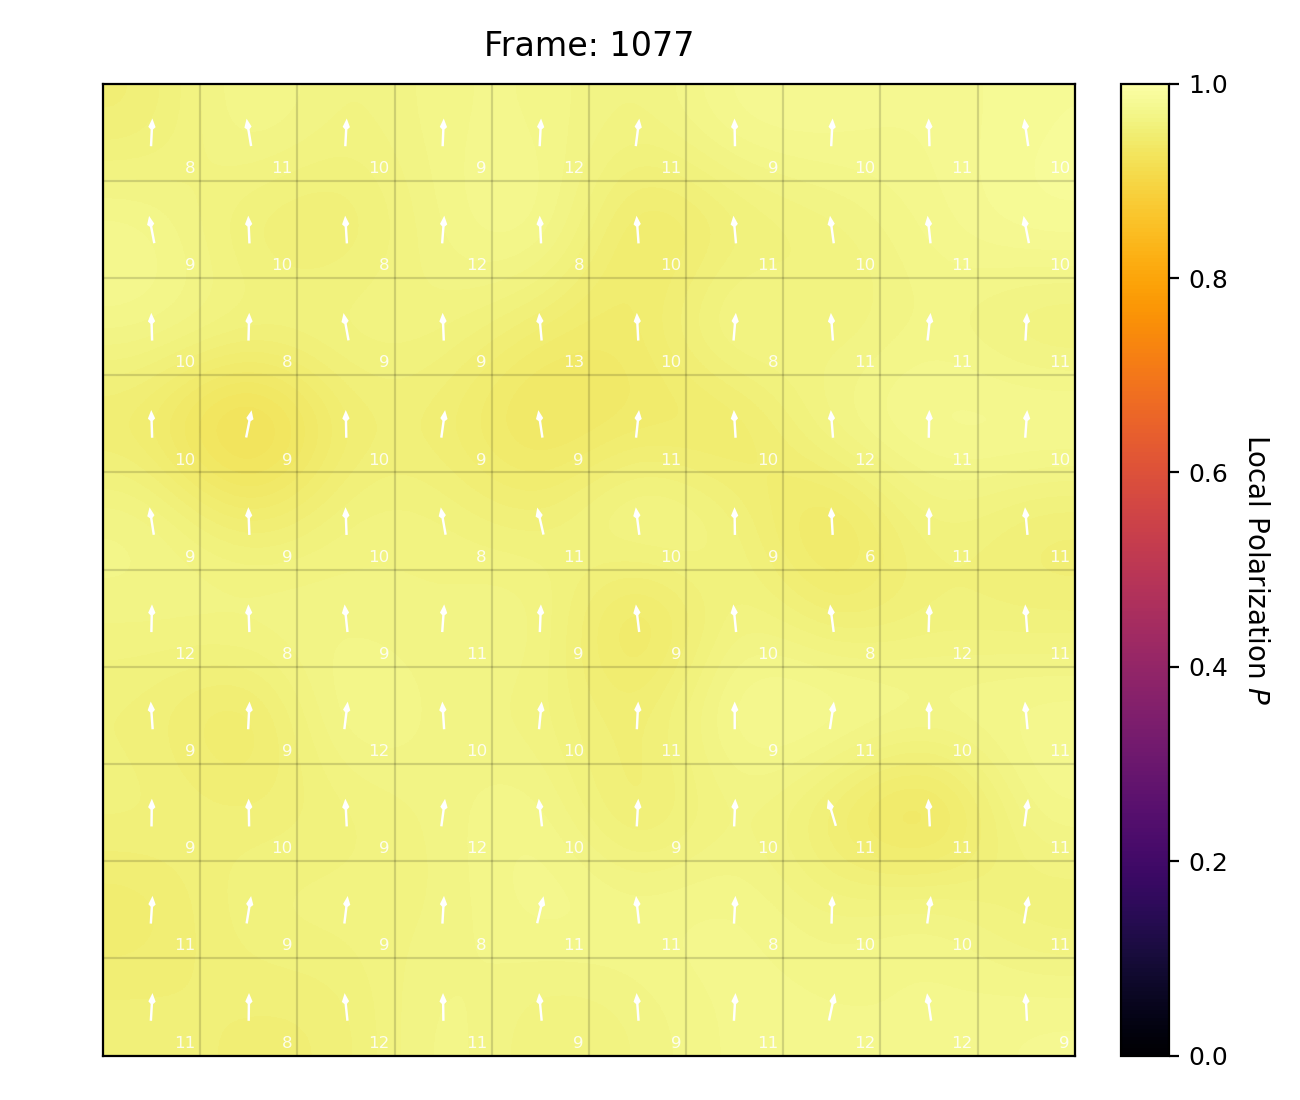 Frame: 1077
8 11 10 9 12 11 9 10 11 10
9 10 8 12 8 10 11 10 11 10
10 8 9 9 13 10 8 11 11 11
10 9 10 9 9 11 10 12 11 10
9 9 10 8 11 10 9 6 11 11
12 8 9 11 9 9 10 8 12 11
9 9 12 10 10 11 9 11 10 11
9 10 9 12 10 9 10 11 11 11
11 9 9 8 11 11 8 10 10 11
11 8 12 11 9 9 11 12 12 9
1.0
0.8
0.6
0.4
0.2
0.0
Local Polarization P